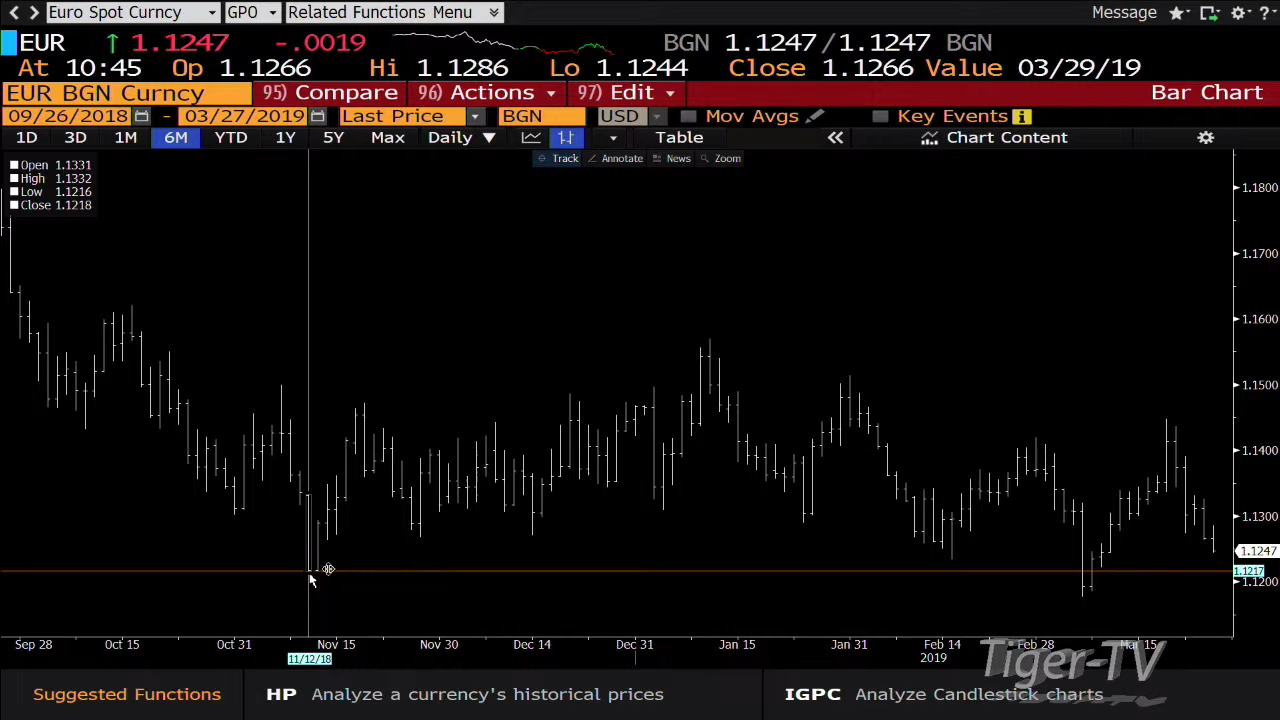 Euro Spot Curncy GPO Related Functions Menu Message ?
EUR ↑ 1.1247 -.0019 BGN 1.1247/1.1247 BGN
At 10:45 Op 1.1266 Hi 1.1286 Lo 1.1244 Close 1.1266 Value 03/29/19
EUR BGN Curncy 95) Compare 96) Actions 97) Edit Bar Chart
09/26/2018 - 03/27/2019 Last Price BGN USD Mov Avgs Key Events i
1D 3D 1M 6M YTD 1Y 5Y Max Daily ▼ Table « Chart Content
Track Annotate News Zoom
Open 1.1331
High 1.1332
Low 1.1216
Close 1.1218
1.1800
1.1700
1.1600
1.1500
1.1400
1.1300
1.1247
1.1217
1.1200
Sep 28 Oct 15 Oct 31 Nov 15 Nov 30 Dec 14 Dec 31 Jan 15 Jan 31 Feb 14 Feb 28 Mar 15
11/12/18 2019
Tiger-TV
Suggested Functions HP Analyze a currency's historical prices IGPC Analyze Candlestick charts